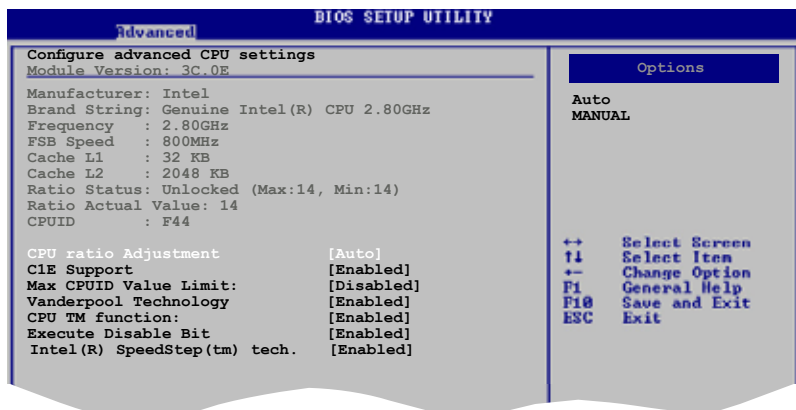 BIOS SETUP UTILITY
Advanced
Configure advanced CPU settings
Module Version: 3C.0E
Manufacturer: Intel
Brand String: Genuine Intel(R) CPU 2.80GHz
Frequency : 2.80GHz
FSB Speed : 800MHz
Cache L1 : 32 KB
Cache L2 : 2048 KB
Ratio Status: Unlocked (Max:14, Min:14)
Ratio Actual Value: 14
CPUID : F44
CPU ratio Adjustment [Auto]
C1E Support [Enabled]
Max CPUID Value Limit: [Disabled]
Vanderpool Technology [Enabled]
CPU TM function: [Enabled]
Execute Disable Bit [Enabled]
Intel(R) SpeedStep(tm) tech. [Enabled]
Options
Auto
MANUAL
←→ Select Screen
↑↓ Select Item
+- Change Option
F1 General Help
F10 Save and Exit
ESC Exit